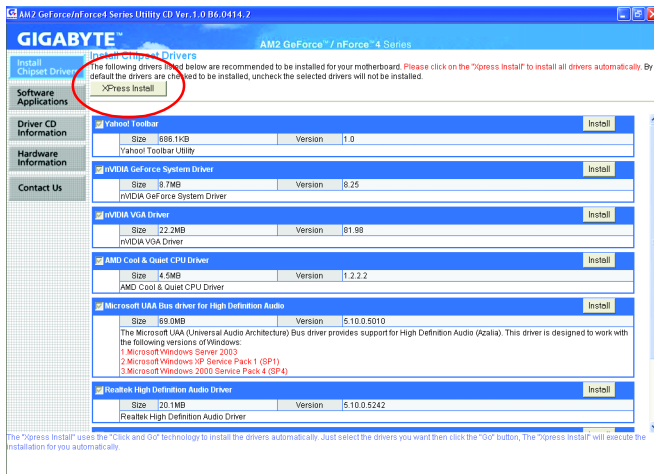 AM2 GeForce/nForce4 Series Utility CD Ver.1.0 B6.0414.2
GIGABYTE™
AM2 GeForce™/ nForce™4 Series
Install
Chipset Drivers
Software
Applications
Driver CD
Information
Hardware
Information
Contact Us
Install Chipset Drivers
The following drivers listed below are recommended to be installed for your motherboard. Please click on the "Xpress Install" to install all drivers automatically. By
default the drivers are checked to be installed, uncheck the selected drivers will not be installed.
XPress Install
Yahoo! Toolbar Install
Size 686.1KB Version 1.0
Yahoo! Toolbar Utility
nVIDIA GeForce System Driver Install
Size 8.7MB Version 8.25
nVIDIA GeForce System Driver
nVIDIA VGA Driver Install
Size 22.2MB Version 81.98
nVIDIA VGA Driver
AMD Cool & Quiet CPU Driver Install
Size 4.5MB Version 1.2.2.2
AMD Cool & Quiet CPU Driver
Microsoft UAA Bus driver for High Definition Audio Install
Size 69.0MB Version 5.10.0.5010
The Microsoft UAA (Universal Audio Architecture) Bus driver provides support for High Definition Audio (Azalia). This driver is designed to work with
the following versions of Windows:
1.Microsoft Windows Server 2003
2.Microsoft Windows XP Service Pack 1 (SP1)
3.Microsoft Windows 2000 Service Pack 4 (SP4)
Realtek High Definition Audio Driver Install
Size 20.1MB Version 5.10.0.5242
Realtek High Definition Audio Driver
The "Xpress Install" uses the "Click and Go" technology to install the drivers automatically. Just select the drivers you want then click the "Go" button, The "Xpress Install" will execute the
installation for you automatically.